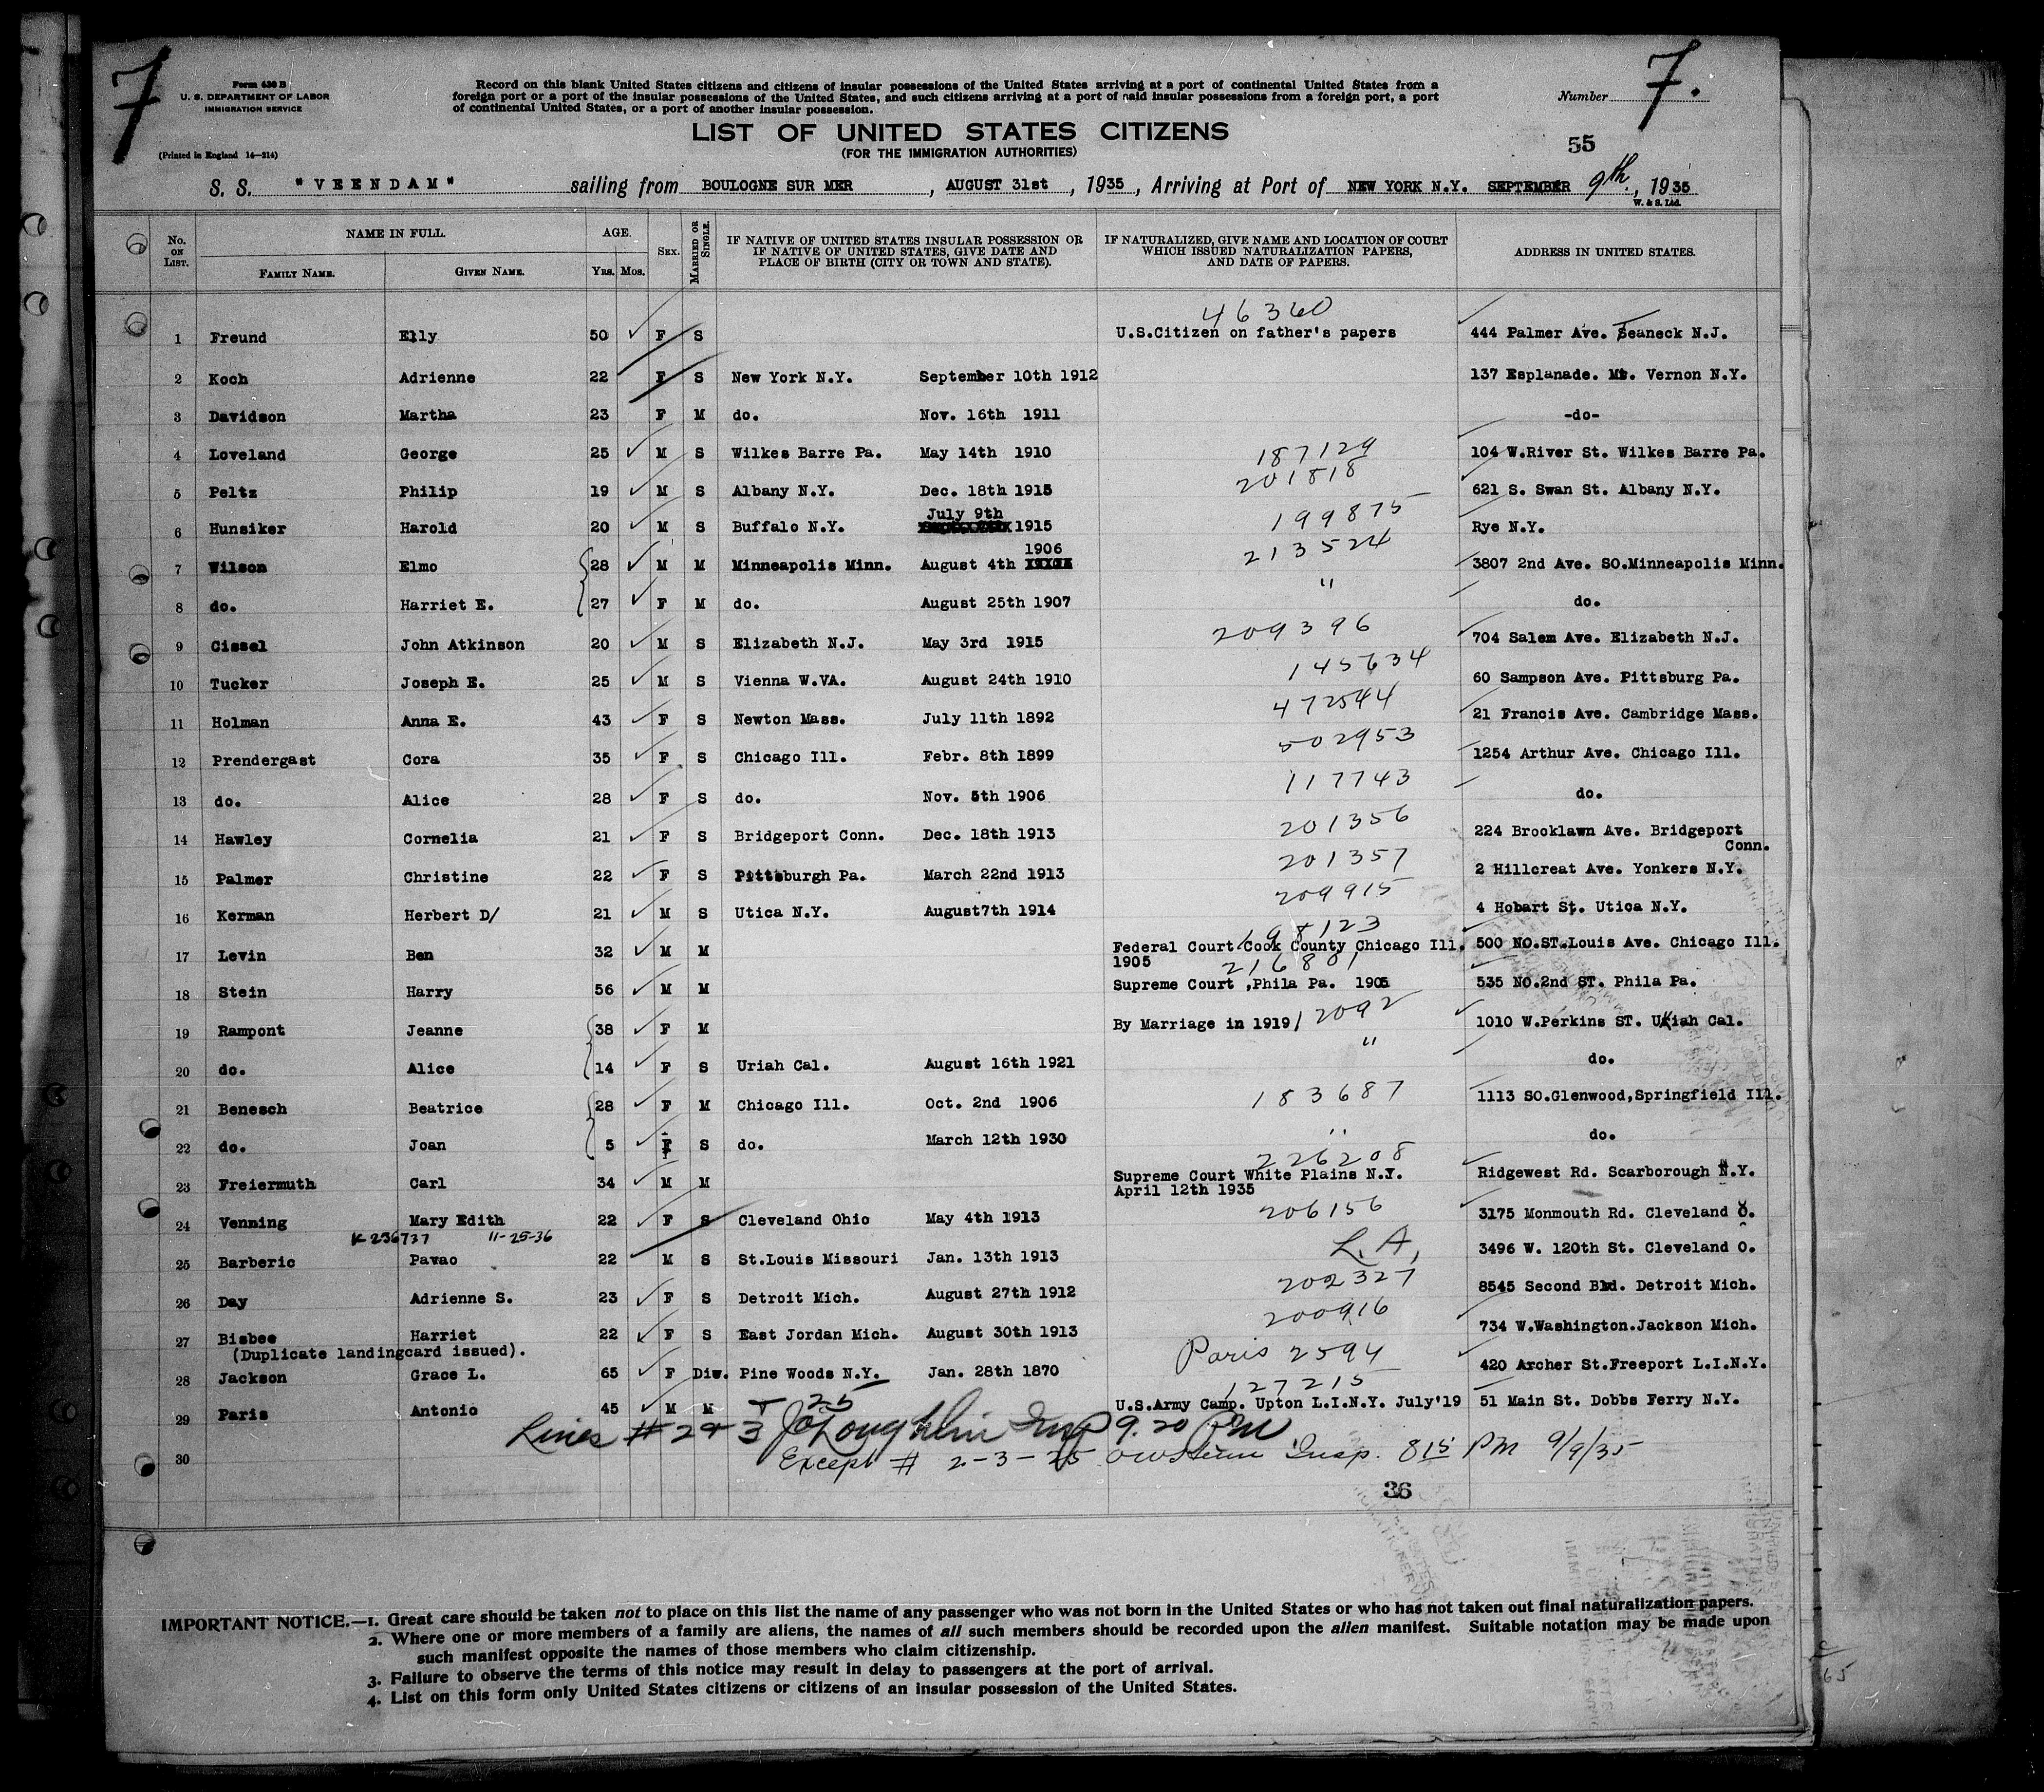 7
7.
Form 630 B
U. S. DEPARTMENT OF LABOR
IMMIGRATION SERVICE
(Printed in England 14—214)
Record on this blank United States citizens and citizens of insular possessions of the United States arriving at a port of continental United States from a
foreign port or a port of the insular possessions of the United States, and such citizens arriving at a port of said insular possessions from a foreign port, a port
of continental United States, or a port of another insular possession.
Number
LIST OF UNITED STATES CITIZENS
(FOR THE IMMIGRATION AUTHORITIES)
55
S. S. "VEENDAM" sailing from BOULOGNE SUR MER, AUGUST 31st, 1935, Arriving at Port of NEW YORK N.Y. SEPTEMBER 9th., 1935
W. & S. Ltd.
No. ON LIST. NAME IN FULL. AGE. SEX. MARRIED OR SINGLE. IF NATIVE OF UNITED STATES INSULAR POSSESSION OR IF NATIVE OF UNITED STATES, GIVE DATE AND PLACE OF BIRTH (CITY OR TOWN AND STATE). IF NATURALIZED, GIVE NAME AND LOCATION OF COURT WHICH ISSUED NATURALIZATION PAPERS, AND DATE OF PAPERS. ADDRESS IN UNITED STATES.
FAMILY NAME. GIVEN NAME. YRS. MOS.
46360
1 Freund Elly 50 F S U.S.Citizen on father's papers 444 Palmer Ave. Teaneck N.J.
2 Koch Adrienne 22 F S New York N.Y. September 10th 1912 137 Esplanade. Mt. Vernon N.Y.
3 Davidson Martha 23 F M do. Nov. 16th 1911 -do-
4 Loveland George 25 M S Wilkes Barre Pa. May 14th 1910 187129 104 W.River St. Wilkes Barre Pa.
5 Peltz Philip 19 M S Albany N.Y. Dec. 18th 1915 201818 621 S. Swan St. Albany N.Y.
6 Hunsiker Harold 20 M S Buffalo N.Y. July 9th 1915 199875 Rye N.Y.
7 Wilson Elmo 28 M M Minneapolis Minn. August 4th 1906 213524 3807 2nd Ave. SO.Minneapolis Minn.
8 do. Harriet E. 27 F M do. August 25th 1907 " do.
9 Cissel John Atkinson 20 M S Elizabeth N.J. May 3rd 1915 209396 704 Salem Ave. Elizabeth N.J.
10 Tucker Joseph E. 25 M S Vienna W.VA. August 24th 1910 145634 60 Sampson Ave. Pittsburg Pa.
11 Holman Anna E. 43 F S Newton Mass. July 11th 1892 472544 21 Francis Ave. Cambridge Mass.
12 Prendergast Cora 35 F S Chicago Ill. Febr. 8th 1899 502953 1254 Arthur Ave. Chicago Ill.
13 do. Alice 28 F S do. Nov. 5th 1906 117743 do.
14 Hawley Cornelia 21 F S Bridgeport Conn. Dec. 18th 1913 201356 224 Brooklawn Ave. Bridgeport Conn.
15 Palmer Christine 22 F S Pittsburgh Pa. March 22nd 1913 201357 2 Hillcreat Ave. Yonkers N.Y.
16 Kerman Herbert D/ 21 M S Utica N.Y. August7th 1914 209915 4 Hobart St. Utica N.Y.
198123
17 Levin Ben 32 M M Federal Court Cook County Chicago Ill. 1905 500 NO.ST.Louis Ave. Chicago Ill.
216801
18 Stein Harry 56 M M Supreme Court ,Phila Pa. 1905 535 NO.2nd ST. Phila Pa.
19 Rampont Jeanne 38 F M By Marriage in 1919 12092 1010 W.Perkins ST. Ukiah Cal.
20 do. Alice 14 F S Uriah Cal. August 16th 1921 " do.
21 Benesch Beatrice 28 F M Chicago Ill. Oct. 2nd 1906 183687 1113 SO.Glenwood,Springfield Ill.
22 do. Joan 5 F S do. March 12th 1930 " do.
226208
23 Freiermuth Carl 34 M M Supreme Court White Plains N.Y. April 12th 1935 Ridgewest Rd. Scarborough N.Y.
24 Venning Mary Edith 22 F S Cleveland Ohio May 4th 1913 206156 3175 Monmouth Rd. Cleveland O.
K 236737 11-25-36
25 Barberic Pavao 22 M S St.Louis Missouri Jan. 13th 1913 L.A, 3496 W. 120th St. Cleveland O.
26 Day Adrienne S. 23 F S Detroit Mich. August 27th 1912 202327 8545 Second Bld. Detroit Mich.
27 Bisbee Harriet 22 F S East Jordan Mich. August 30th 1913 200916 734 W.Washington.Jackson Mich.
(Duplicate landingcard issued).
28 Jackson Grace L. 65 F Div. Pine Woods N.Y. Jan. 28th 1870 Paris 2594 420 Archer St.Freeport L.I.N.Y.
127215
29 Paris Antonio 45 M M U.S.Army Camp. Upton L.I.N.Y. July'19 51 Main St. Dobbs Ferry N.Y.
25
Lines # 2 + 3 J O'Loughlin Insp 9.20 PM
30 Except # 2-3-25 Insp. 815 PM 9/9/35
36
IMPORTANT NOTICE.—1. Great care should be taken not to place on this list the name of any passenger who was not born in the United States or who has not taken out final naturalization papers.
2. Where one or more members of a family are aliens, the names of all such members should be recorded upon the alien manifest. Suitable notation may be made upon
such manifest opposite the names of those members who claim citizenship.
3. Failure to observe the terms of this notice may result in delay to passengers at the port of arrival.
4. List on this form only United States citizens or citizens of an insular possession of the United States.